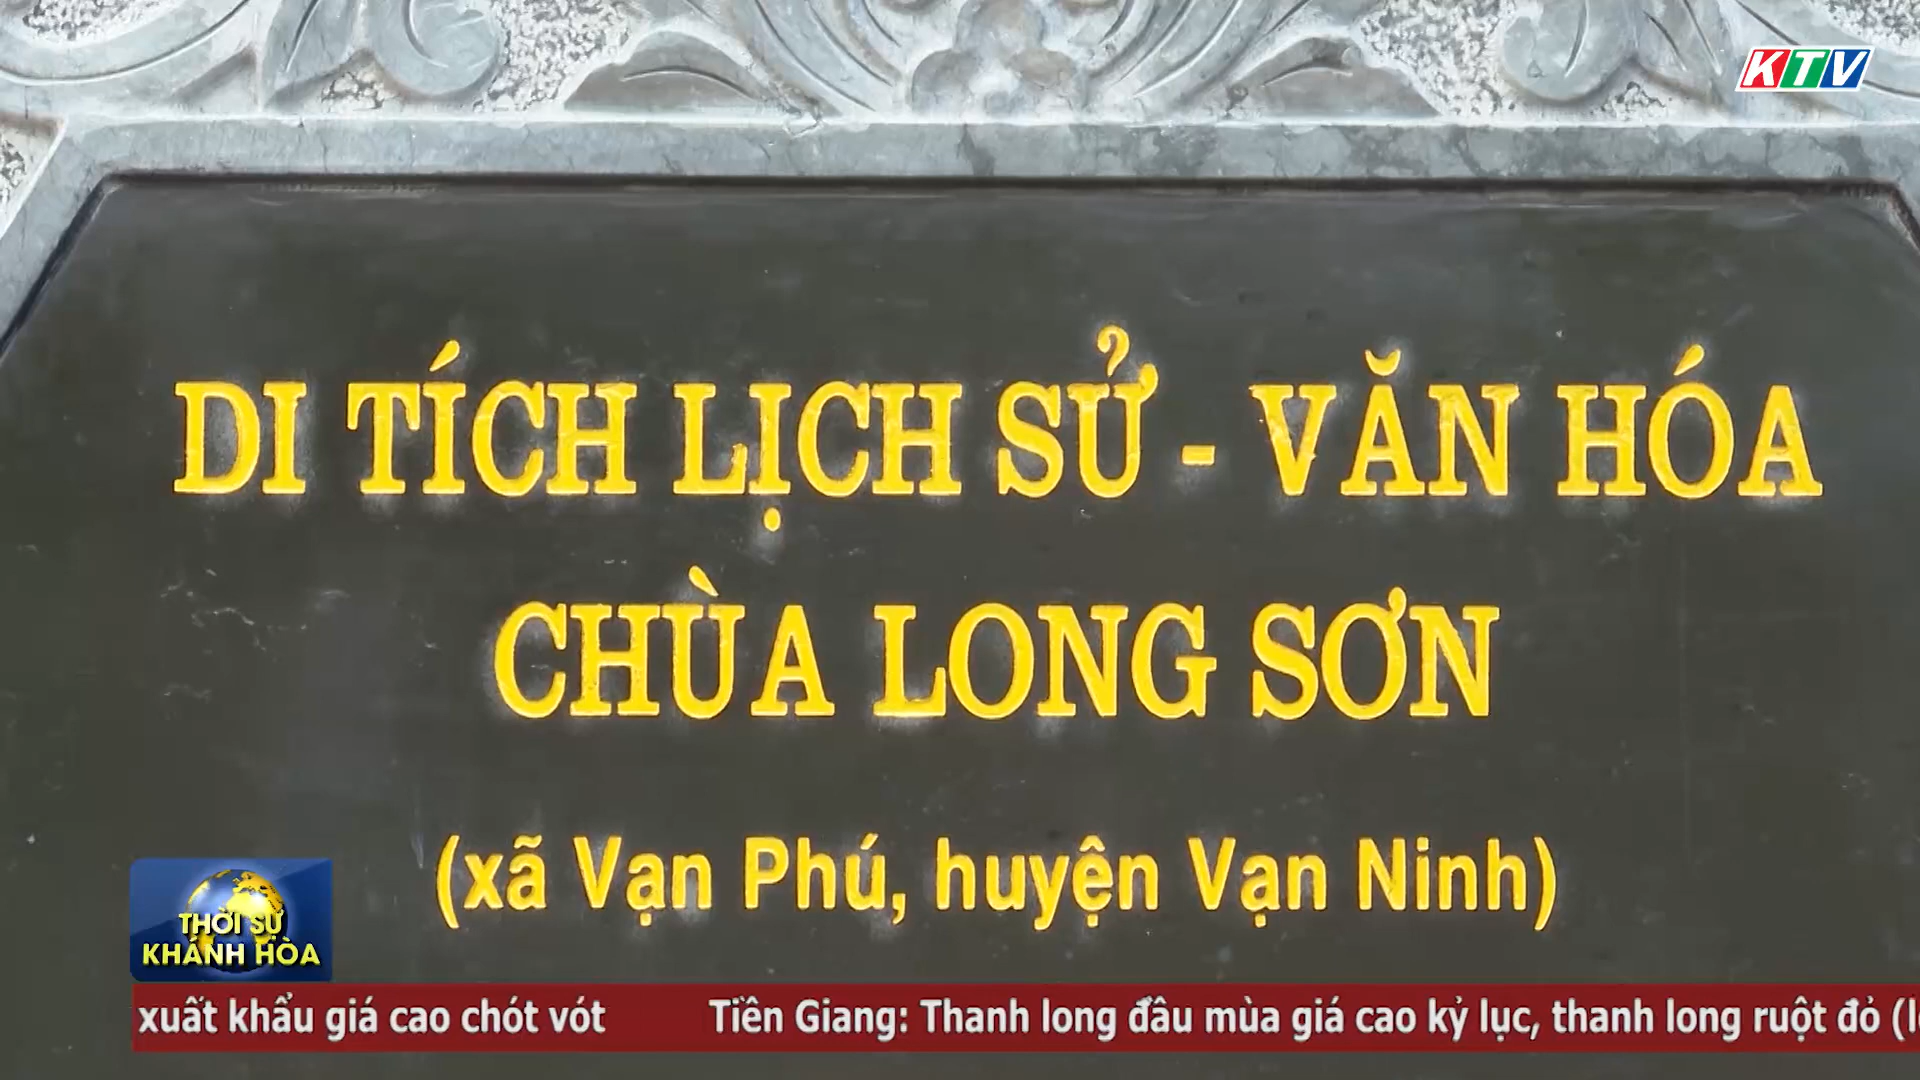 KTV
DI TÍCH LỊCH SỬ - VĂN HÓA
CHÙA LONG SƠN
(xã Vạn Phú, huyện Vạn Ninh)
THỜI SỰ
KHÁNH HÒA
xuất khẩu giá cao chót vót Tiền Giang: Thanh long đầu mùa giá cao kỷ lục, thanh long ruột đỏ